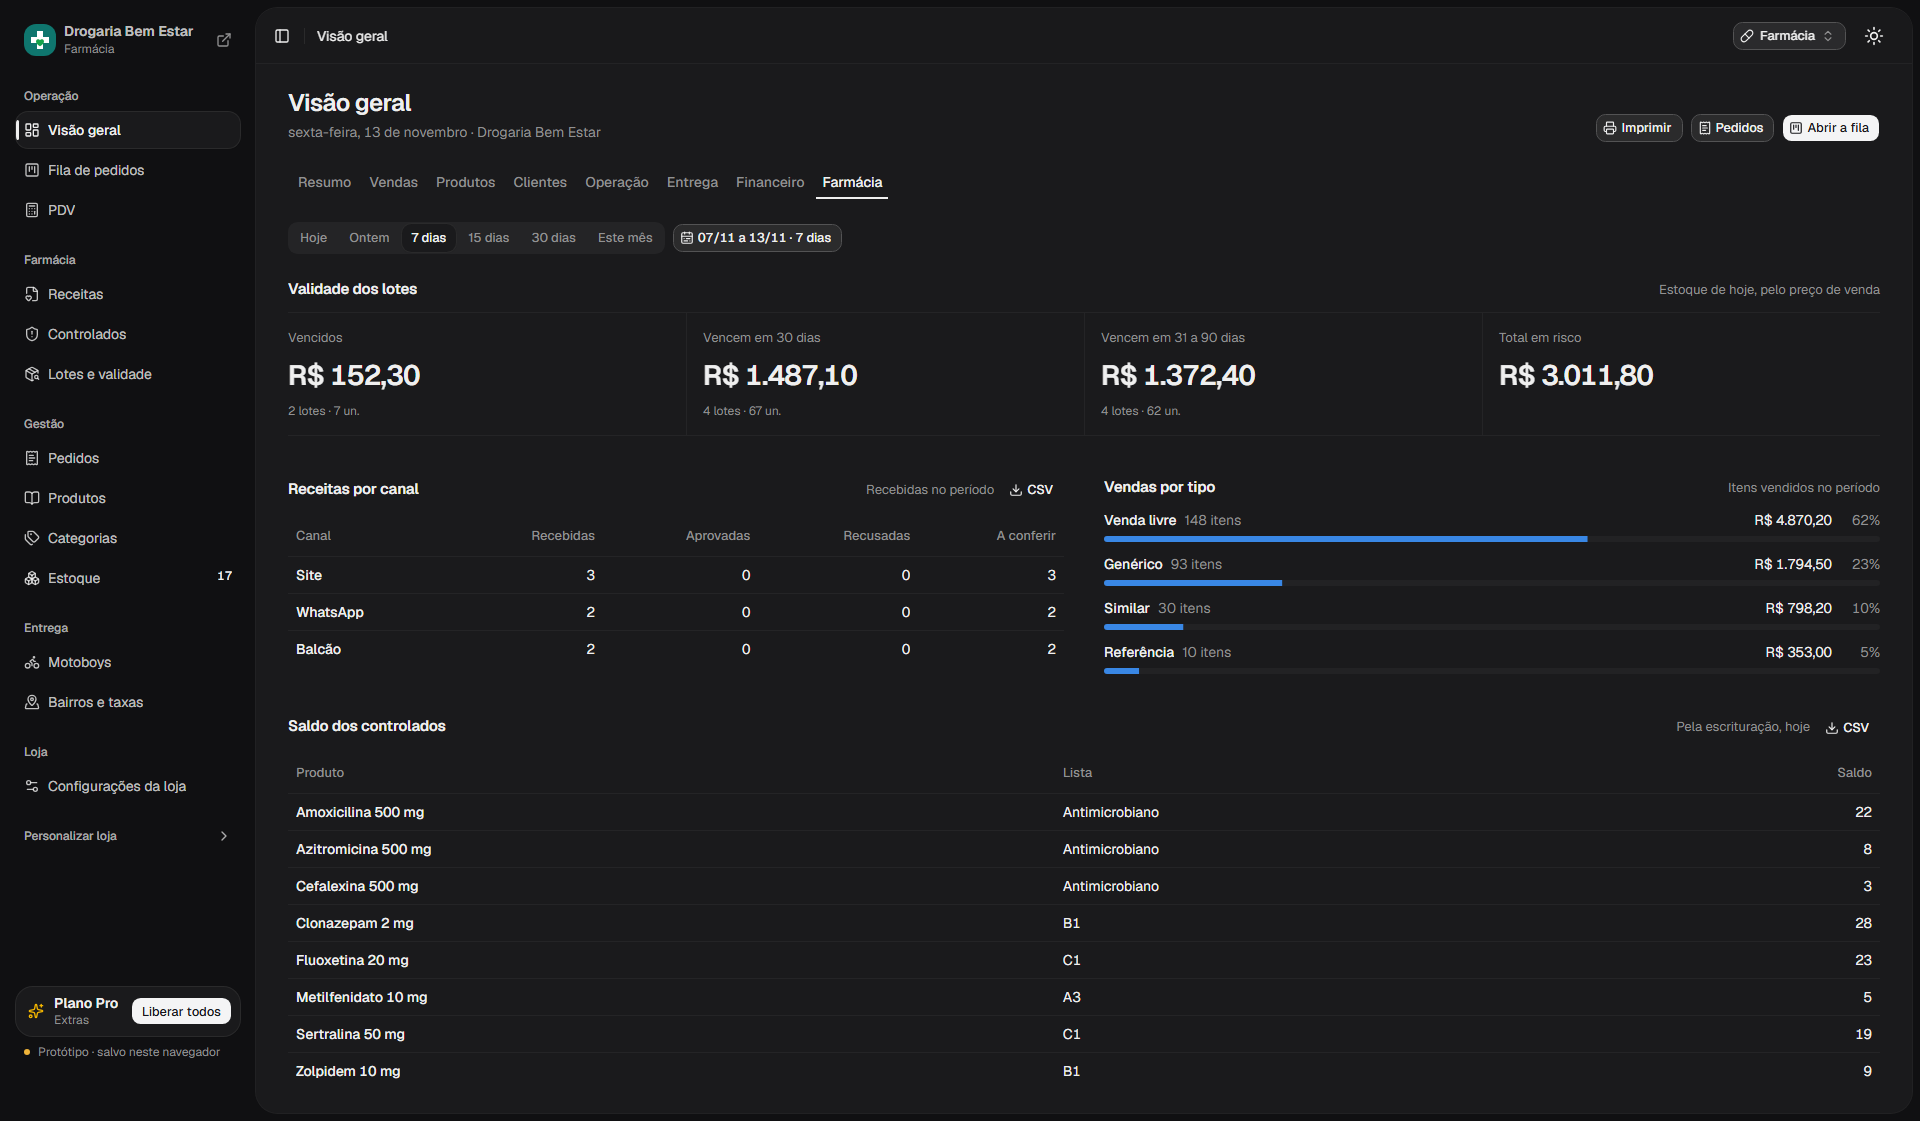 Drogaria Bem Estar
Farmácia
Operação
Visão geral
Fila de pedidos
PDV
Farmácia
Receitas
Controlados
Lotes e validade
Gestão
Pedidos
Produtos
Categorias
Estoque 17
Entrega
Motoboys
Bairros e taxas
Loja
Configurações da loja
Personalizar loja
Plano Pro
Extras
Liberar todos
Protótipo · salvo neste navegador
Visão geral
Farmácia
Visão geral
sexta-feira, 13 de novembro · Drogaria Bem Estar
Imprimir Pedidos Abrir a fila
Resumo Vendas Produtos Clientes Operação Entrega Financeiro Farmácia
Hoje Ontem 7 dias 15 dias 30 dias Este mês 07/11 a 13/11 · 7 dias
Validade dos lotes Estoque de hoje, pelo preço de venda
Vencidos
R$ 152,30
2 lotes · 7 un.
Vencem em 30 dias
R$ 1.487,10
4 lotes · 67 un.
Vencem em 31 a 90 dias
R$ 1.372,40
4 lotes · 62 un.
Total em risco
R$ 3.011,80
Receitas por canal Recebidas no período CSV
Canal Recebidas Aprovadas Recusadas A conferir
Site 3 0 0 3
WhatsApp 2 0 0 2
Balcão 2 0 0 2
Vendas por tipo Itens vendidos no período
Venda livre 148 itens R$ 4.870,20 62%
Genérico 93 itens R$ 1.794,50 23%
Similar 30 itens R$ 798,20 10%
Referência 10 itens R$ 353,00 5%
Saldo dos controlados Pela escrituração, hoje CSV
Produto Lista Saldo
Amoxicilina 500 mg Antimicrobiano 22
Azitromicina 500 mg Antimicrobiano 8
Cefalexina 500 mg Antimicrobiano 3
Clonazepam 2 mg B1 28
Fluoxetina 20 mg C1 23
Metilfenidato 10 mg A3 5
Sertralina 50 mg C1 19
Zolpidem 10 mg B1 9